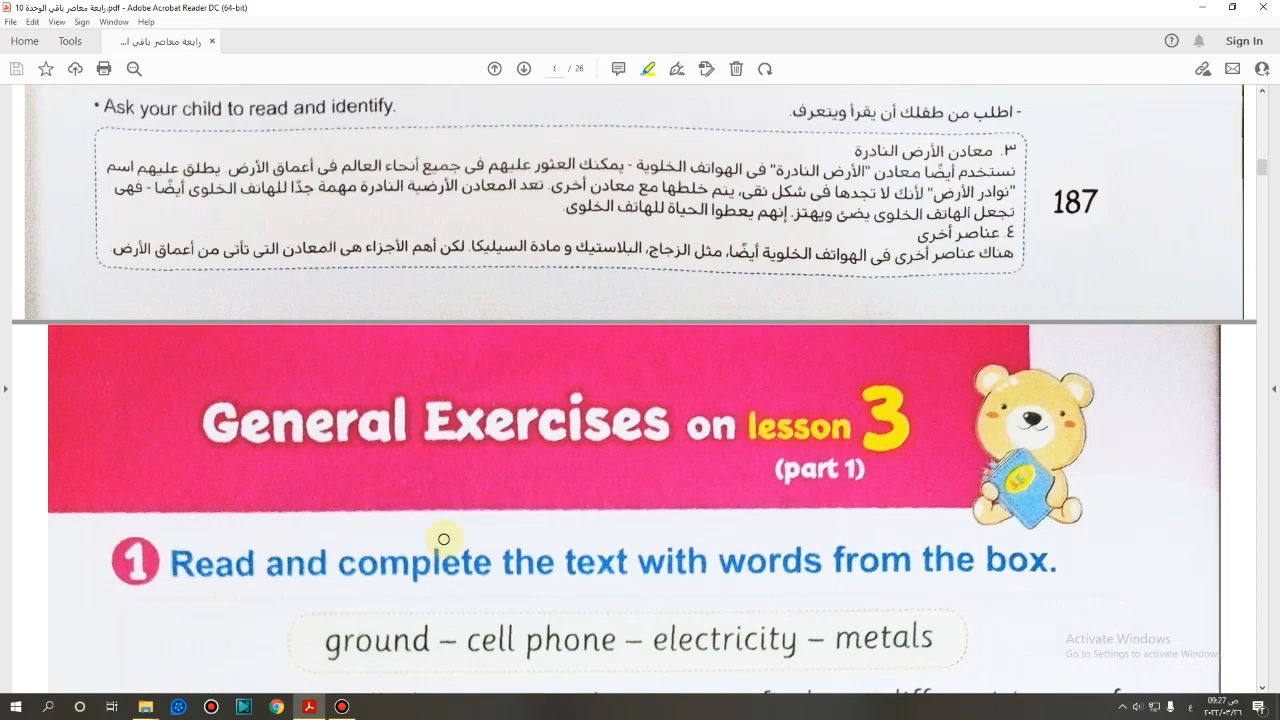 رابعة معاصر باقي الوحدة 10.pdf - Adobe Acrobat Reader DC (64-bit)
File Edit View Sign Window Help
Home Tools رابعة معاصر باقي ا... × Sign In
/ 26
• Ask your child to read and identify.
- اطلب من طفلك أن يقرأ ويتعرف.
٣. معادن الأرض النادرة
نستخدم أيضًا معادن "الأرض النادرة" فى الهواتف الخلوية - يمكنك العثور عليهم فى جميع أنحاء العالم فى أعماق الأرض. يطلق عليهم اسم
"نوادر الأرض" لأنك لا تجدها فى شكل نقى، يتم خلطها مع معادن أخرى. تعد المعادن الأرضية النادرة مهمة جدًا للهاتف الخلوى أيضًا - فهى
تجعل الهاتف الخلوى يضئ ويهتز. إنهم يعطوا الحياة للهاتف الخلوى.
٤. عناصر أخرى
هناك عناصر أخرى فى الهواتف الخلوية أيضًا، مثل الزجاج، البلاستيك و مادة السيليكا. لكن أهم الأجزاء هى المعادن التى تأتى من أعماق الأرض.
187
General Exercises on lesson 3
(part 1)
1 Read and complete the text with words from the box.
ground – cell phone – electricity – metals
Activate Windows
Go to Settings to activate Windows.
09:27 ص
٢٠٢٢/٠٣/٢٦